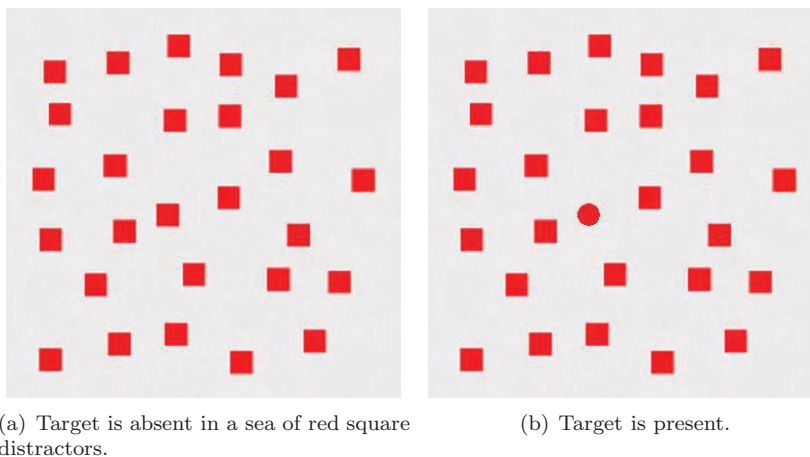 (a) Target is absent in a sea of red square
distractors.
(b) Target is present.